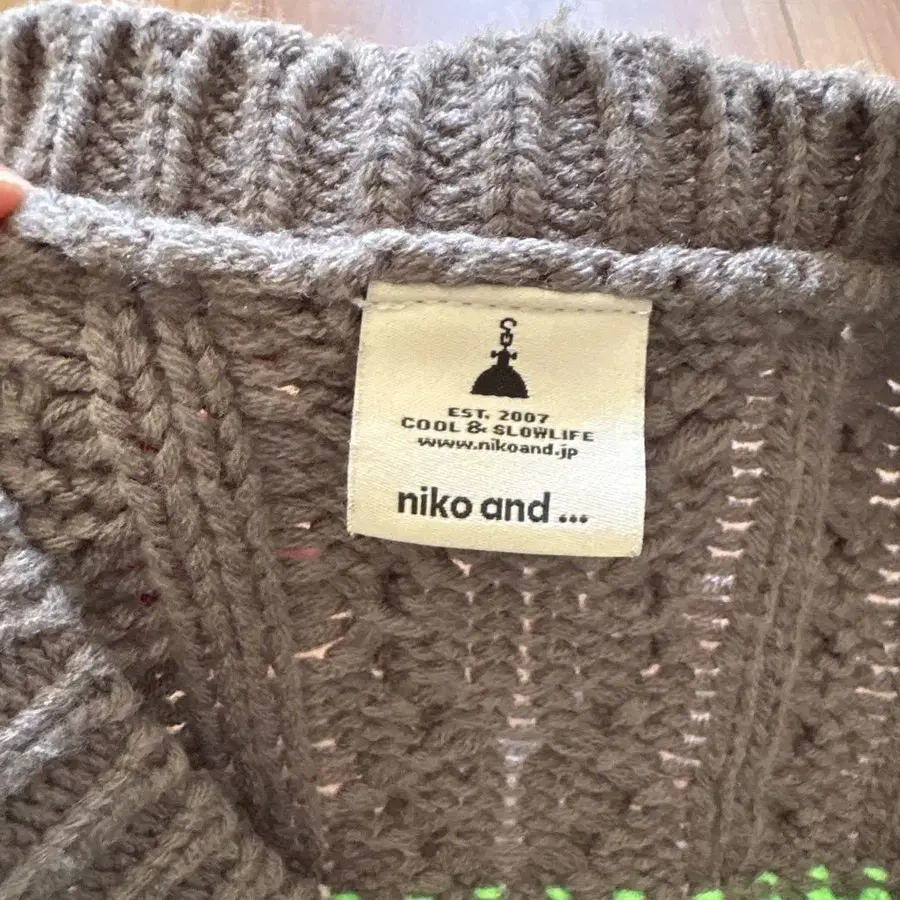 EST. 2007
COOL & SLOWLIFE
www.nikoand.jp
niko and ...